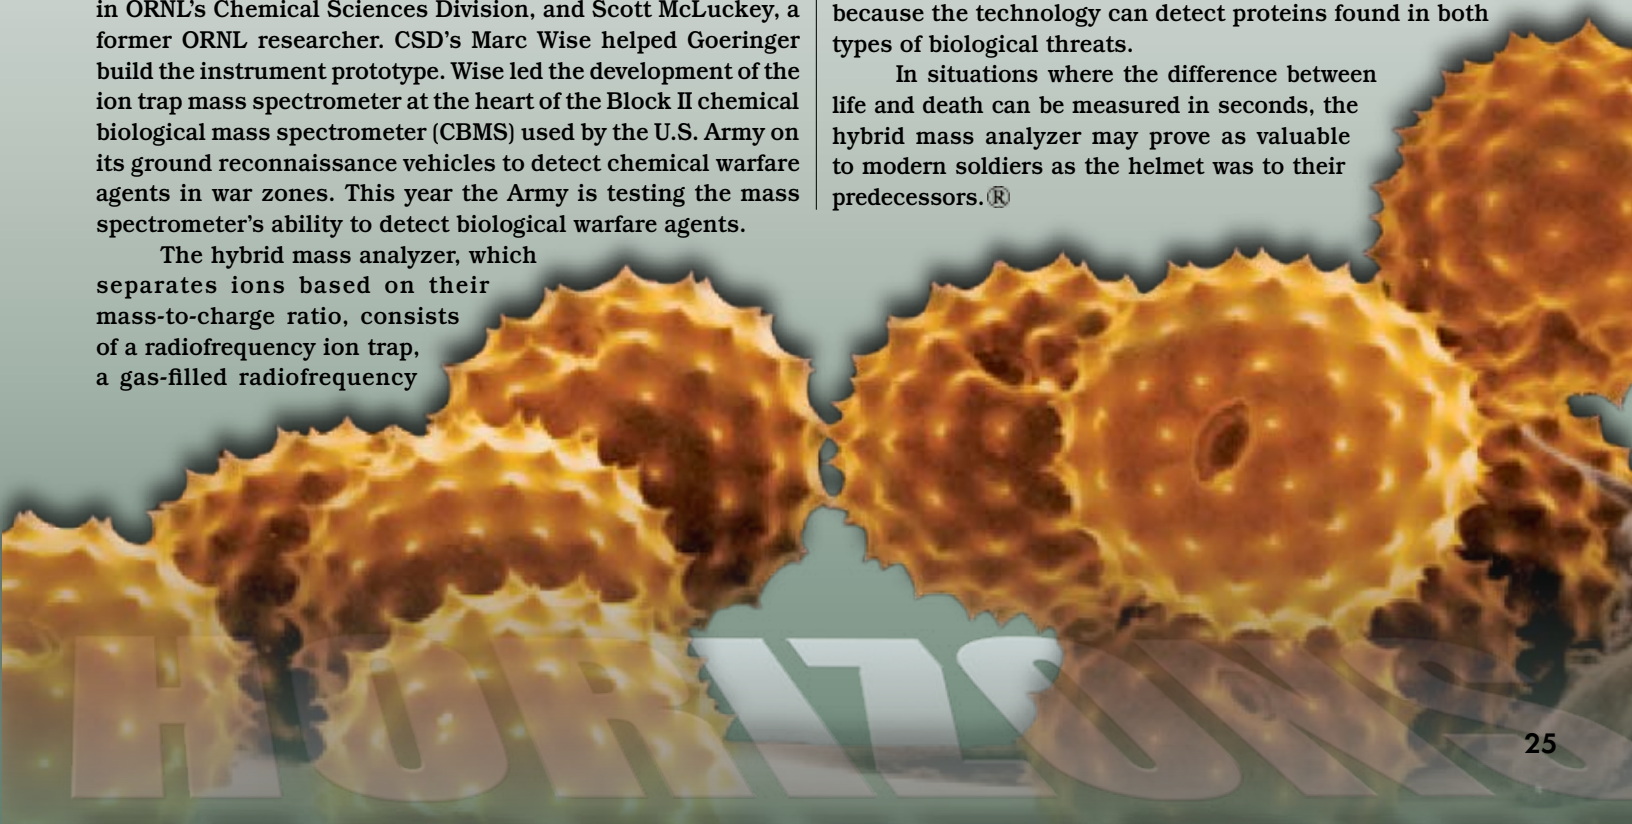 in ORNL's Chemical Sciences Division, and Scott McLuckey, a
former ORNL researcher. CSD's Marc Wise helped Goeringer
build the instrument prototype. Wise led the development of the
ion trap mass spectrometer at the heart of the Block II chemical
biological mass spectrometer (CBMS) used by the U.S. Army on
its ground reconnaissance vehicles to detect chemical warfare
agents in war zones. This year the Army is testing the mass
spectrometer's ability to detect biological warfare agents.
The hybrid mass analyzer, which
separates ions based on their
mass-to-charge ratio, consists
of a radiofrequency ion trap,
a gas-filled radiofrequency
because the technology can detect proteins found in both
types of biological threats.
In situations where the difference between
life and death can be measured in seconds, the
hybrid mass analyzer may prove as valuable
to modern soldiers as the helmet was to their
predecessors.®
HORIZONS
25